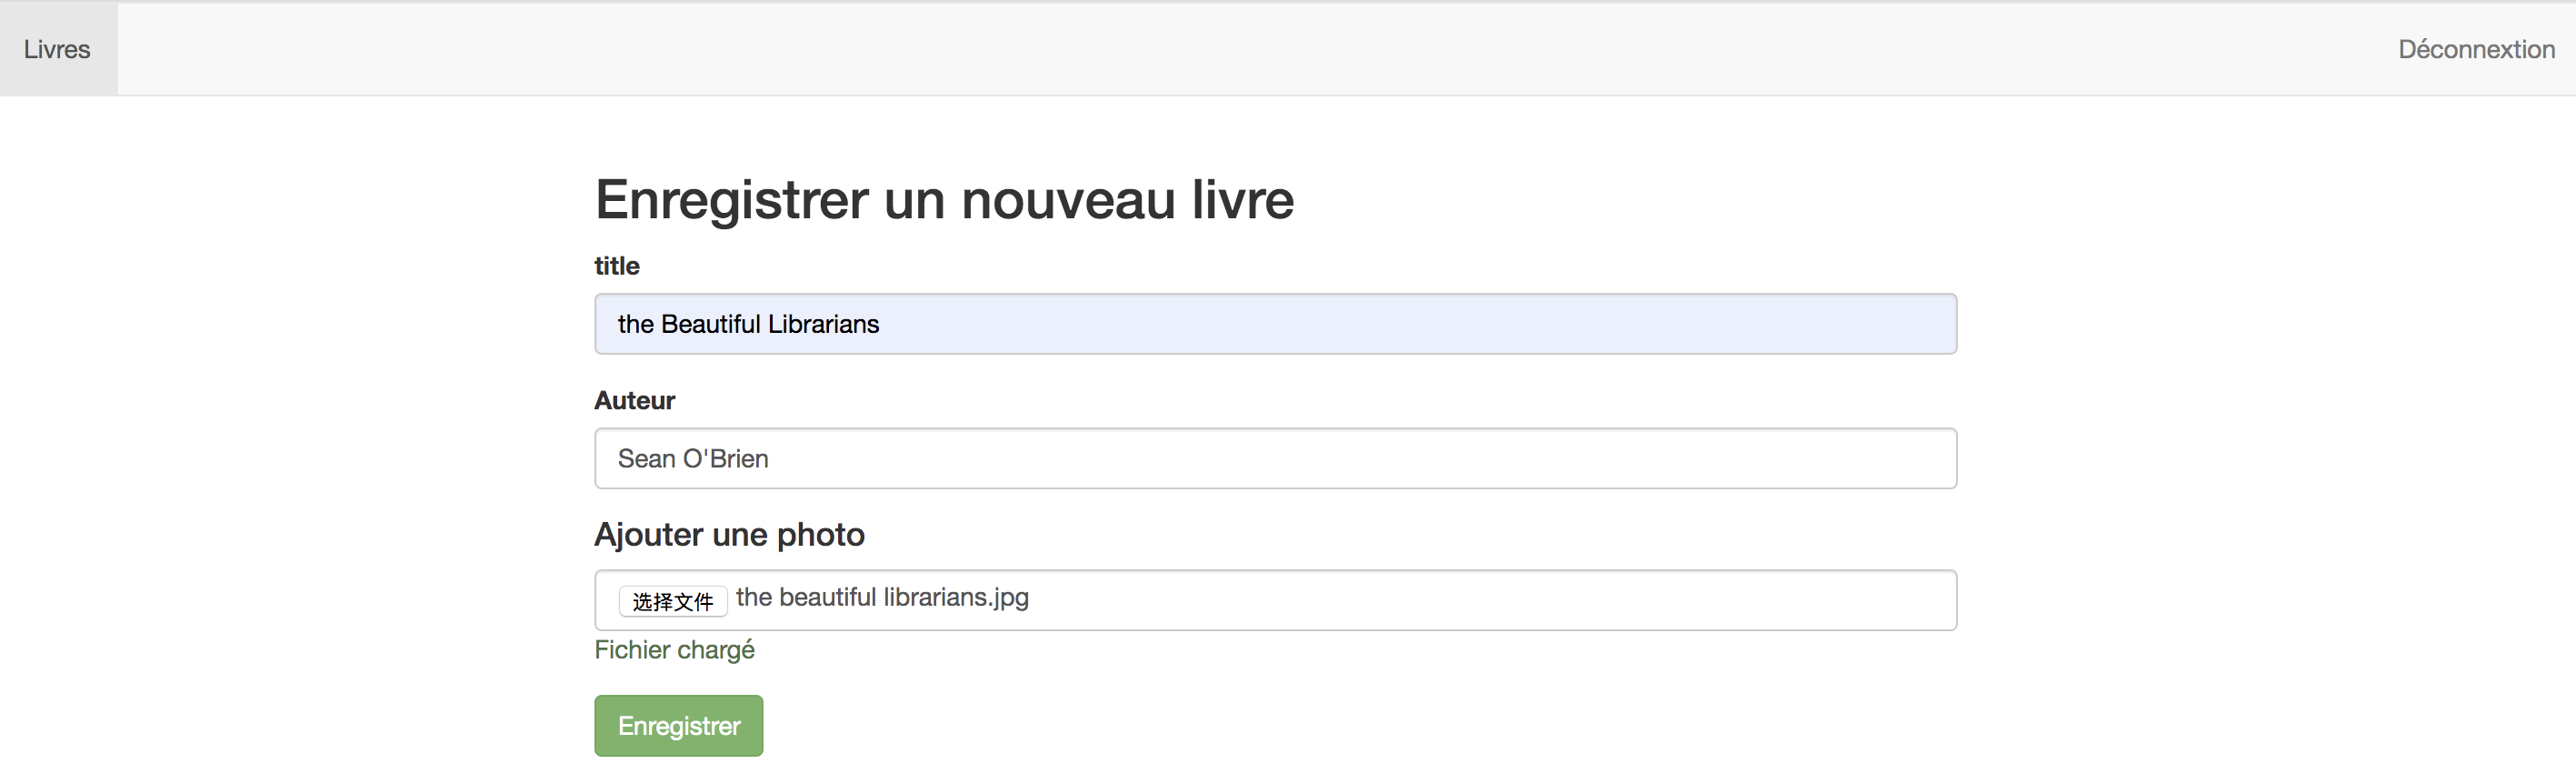 Livres
Déconnextion
Enregistrer un nouveau livre
title
the Beautiful Librarians
Auteur
Sean O'Brien
Ajouter une photo
选择文件 the beautiful librarians.jpg
Fichier chargé
Enregistrer